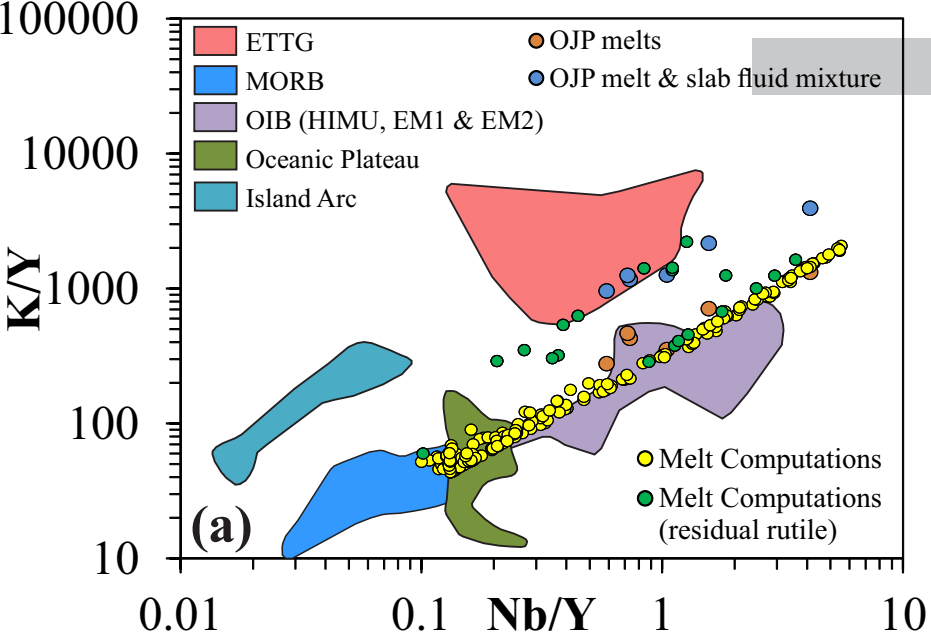 100000
10000
1000
100
10
K/Y
ETTG
MORB
OIB (HIMU, EM1 & EM2)
Oceanic Plateau
Island Arc
OJP melts
OJP melt & slab fluid mixture
Melt Computations
Melt Computations
(residual rutile)
(a)
0.01
0.1
Nb/Y
1
10